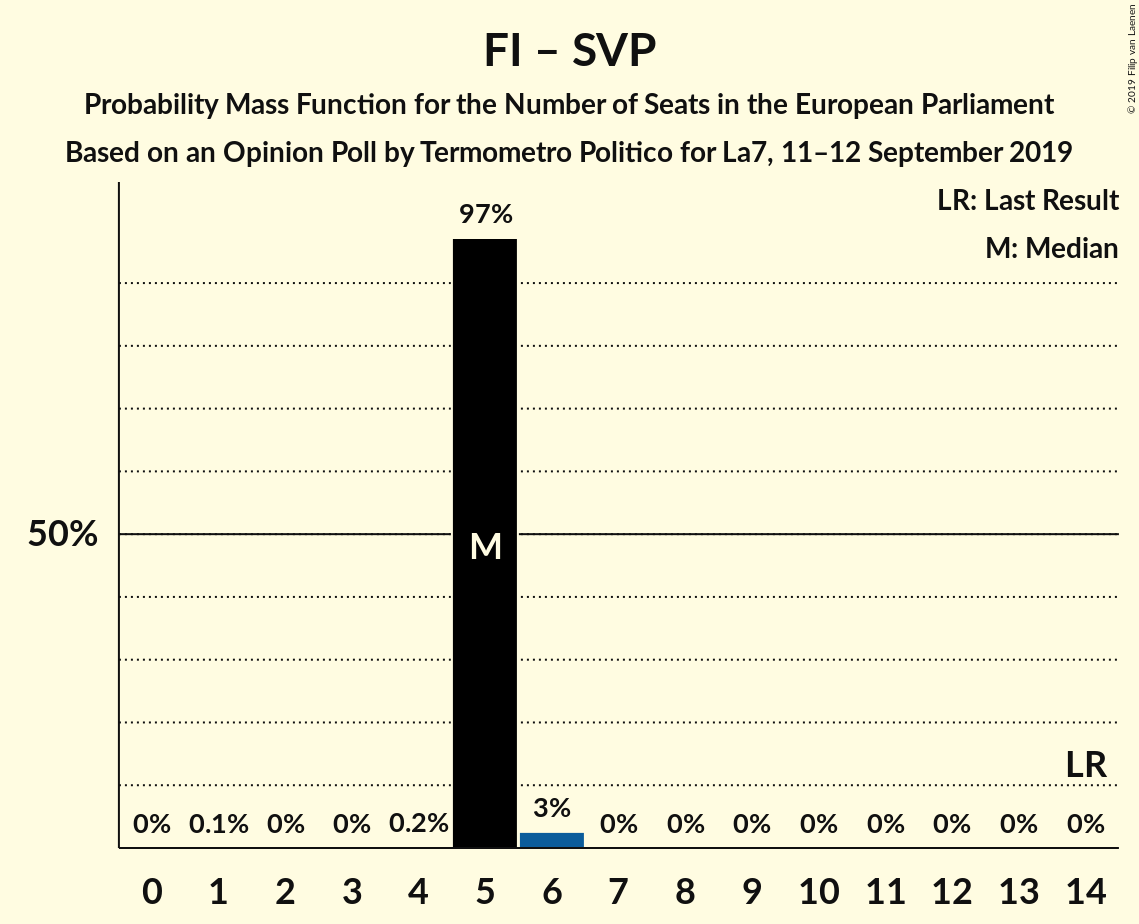 FI – SVP
Probability Mass Function for the Number of Seats in the European Parliament
Based on an Opinion Poll by Termometro Politico for La7, 11–12 September 2019
© 2019 Filip van Laenen
LR: Last Result
M: Median
97%
50%
M
LR
0% 0.1% 0% 0% 0.2% 3% 0% 0% 0% 0% 0% 0% 0% 0%
0 1 2 3 4 5 6 7 8 9 10 11 12 13 14